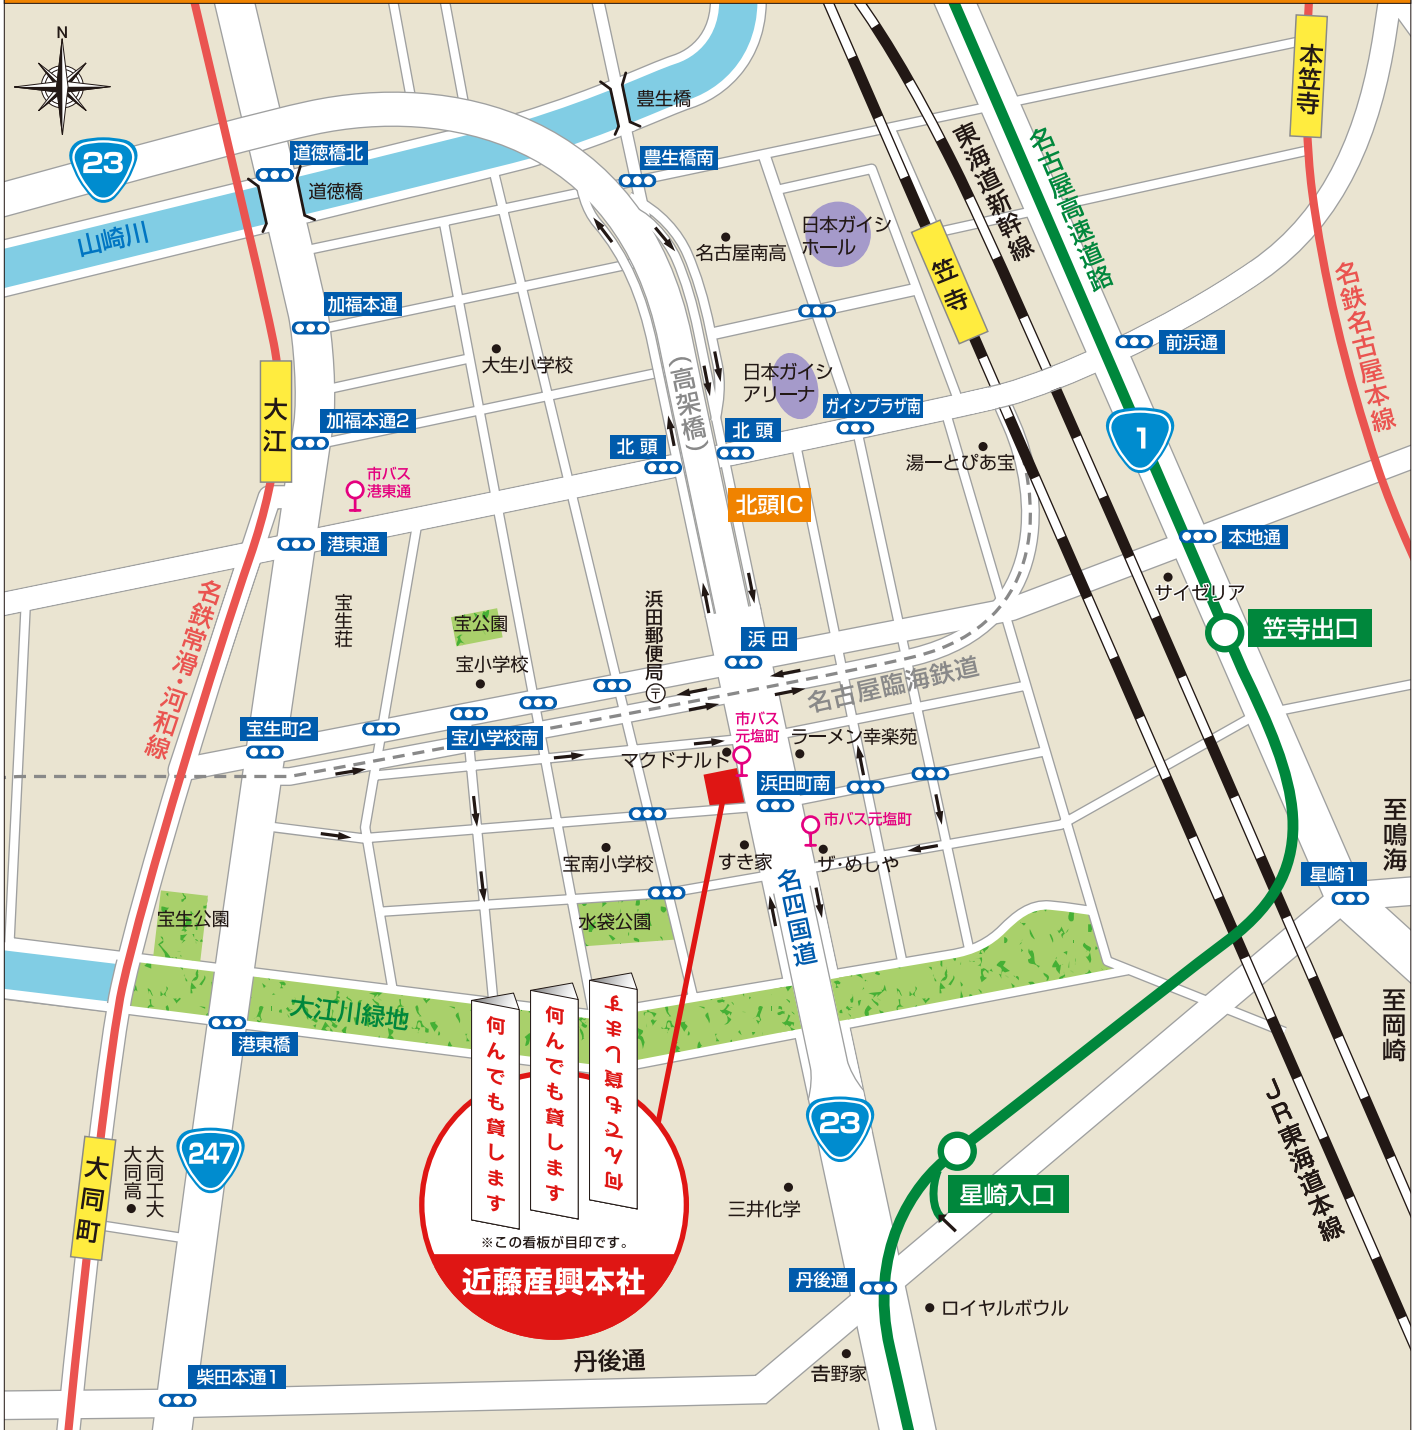 N
23
道徳橋北
道徳橋
山崎川
豊生橋
豊生橋南
本笠寺
東海道新幹線
名古屋高速道路
名古屋南高
日本ガイシ
ホール
笠寺
名鉄名古屋本線
加福本通
大生小学校
前浜通
(高架橋)
日本ガイシ
アリーナ
ガイシプラザ南
大江
加福本通2
北頭
北頭
1
湯ーとぴあ宝
市バス
港東通
北頭IC
港東通
本地通
サイゼリア
名鉄常滑・河和線
宝生荘
宝公園
浜田郵便局
〒
浜田
笠寺出口
宝小学校
名古屋臨海鉄道
宝生町2
宝小学校南
市バス
元塩町
ラーメン幸楽苑
マクドナルド
浜田町南
市バス元塩町
至鳴海
宝南小学校
すき家
ザ・めしや
星崎1
名四国道
宝生公園
水袋公園
大江川緑地
港東橋
至岡崎
何んでも貸します
何んでも貸します
何んでも貸します
23
JR東海道本線
大同町
大同高
大同工大
247
三井化学
星崎入口
※この看板が目印です。
近藤産興本社
丹後通
ロイヤルボウル
丹後通
吉野家
柴田本通1